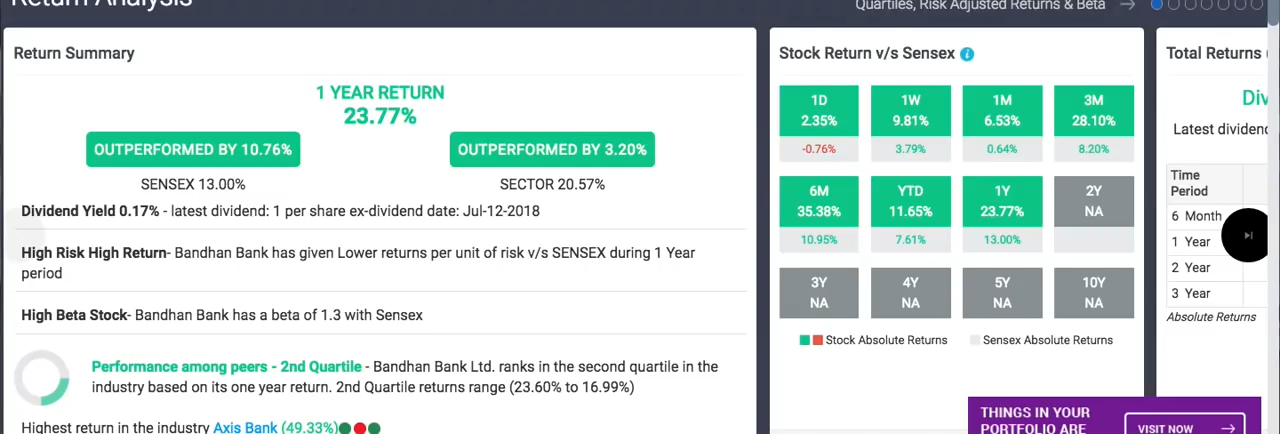 Return Analysis
Quartiles, Risk Adjusted Returns & Beta →
Return Summary
1 YEAR RETURN
23.77%
OUTPERFORMED BY 10.76%
OUTPERFORMED BY 3.20%
SENSEX 13.00%
SECTOR 20.57%
Dividend Yield 0.17% - latest dividend: 1 per share ex-dividend date: Jul-12-2018
High Risk High Return- Bandhan Bank has given Lower returns per unit of risk v/s SENSEX during 1 Year
period
High Beta Stock- Bandhan Bank has a beta of 1.3 with Sensex
Performance among peers - 2nd Quartile - Bandhan Bank Ltd. ranks in the second quartile in the
industry based on its one year return. 2nd Quartile returns range (23.60% to 16.99%)
Highest return in the industry Axis Bank (49.33%)
Stock Return v/s Sensex
1D 1W 1M 3M
2.35% 9.81% 6.53% 28.10%
-0.76% 3.79% 0.64% 8.20%
6M YTD 1Y 2Y
35.38% 11.65% 23.77% NA
10.95% 7.61% 13.00%
3Y 4Y 5Y 10Y
NA NA NA NA
Stock Absolute Returns Sensex Absolute Returns
Total Returns
Div
Latest dividend
Time
Period
6 Month
1 Year
2 Year
3 Year
Absolute Returns
THINGS IN YOUR
PORTFOLIO ARE
VISIT NOW →